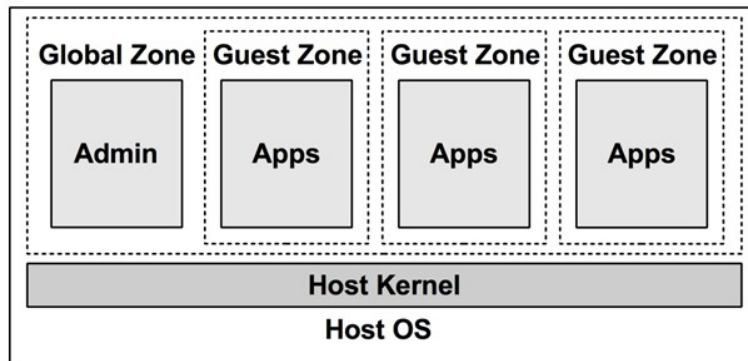 Global Zone Guest Zone Guest Zone Guest Zone
Admin Apps Apps Apps
Host Kernel
Host OS